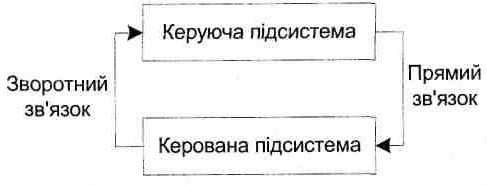 Керуюча підсистема
Зворотний
зв'язок
Прямий
зв'язок
Керована підсистема